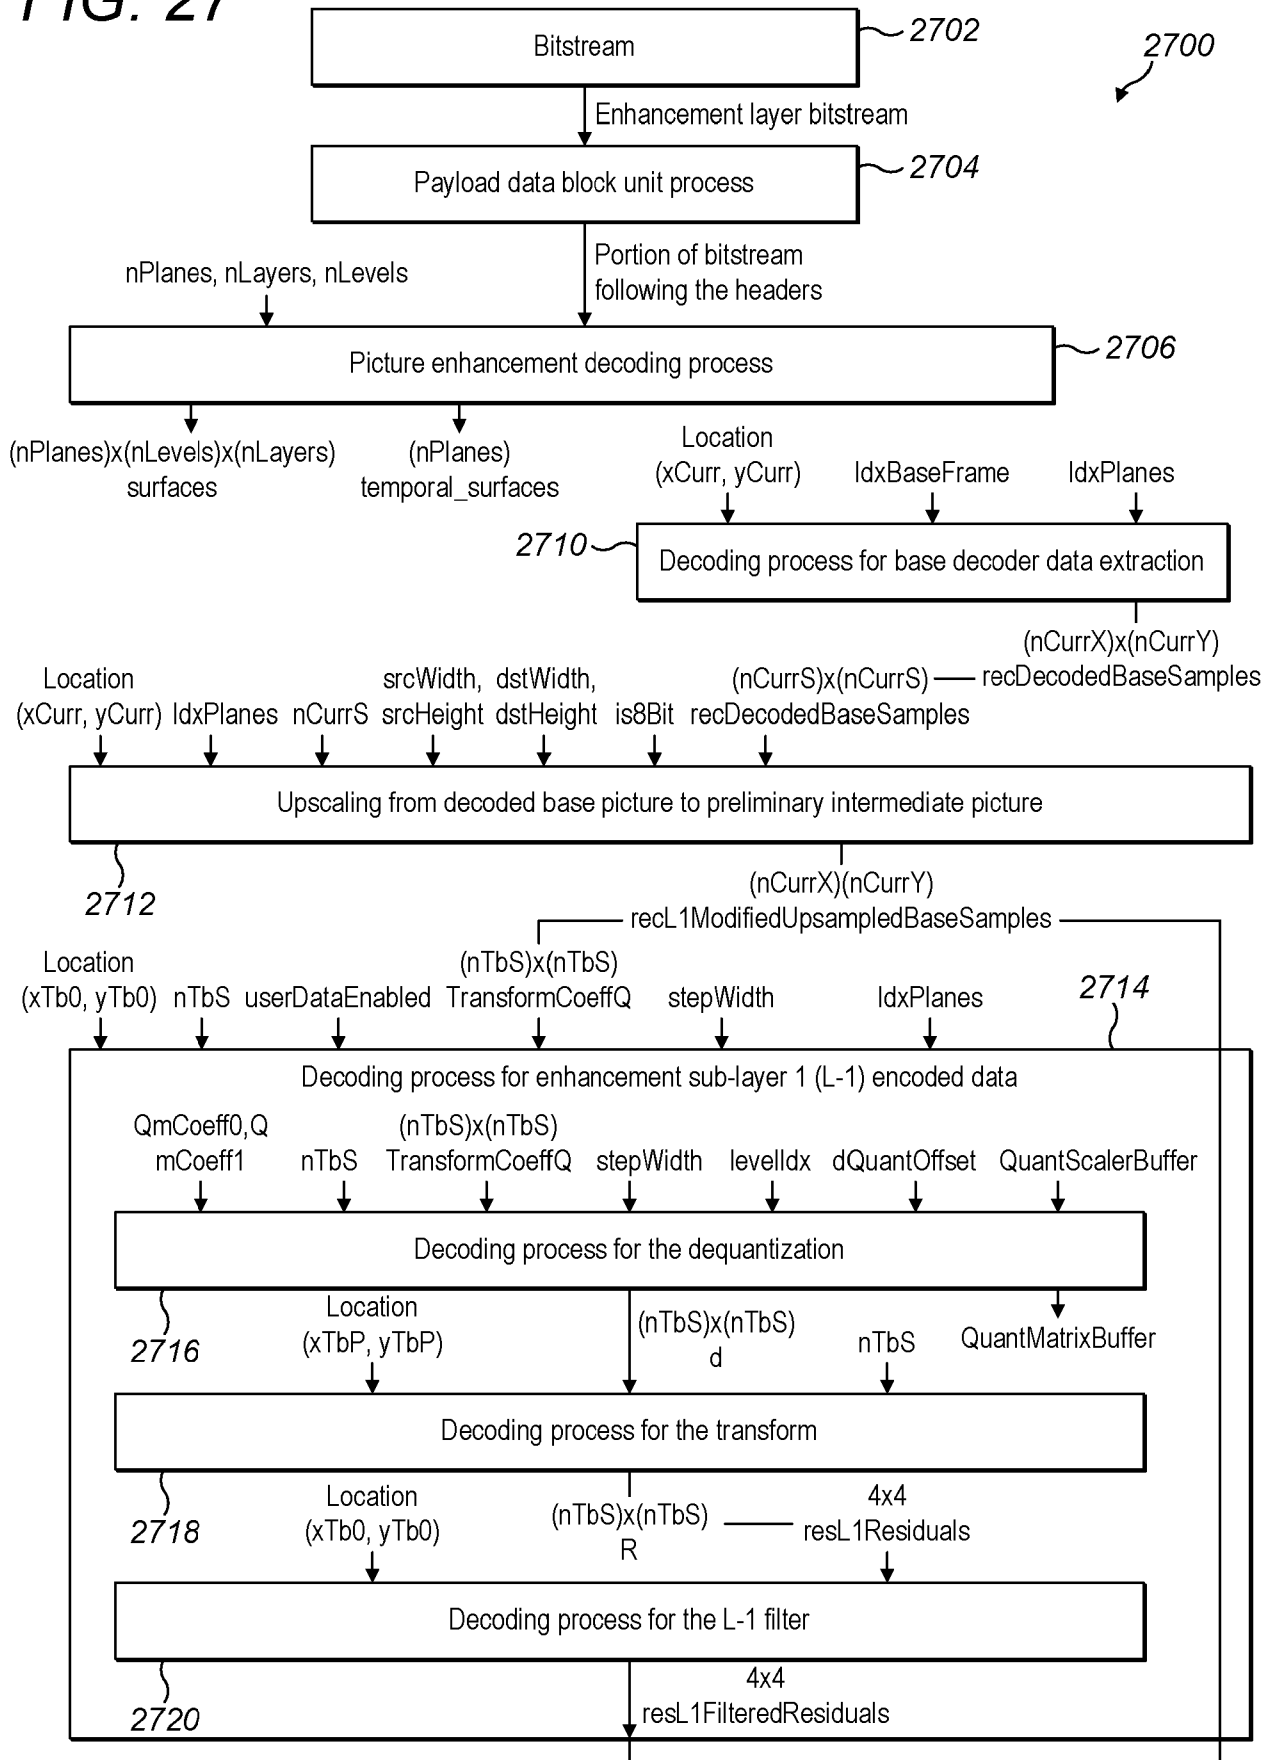 FIG. 27
Bitstream
2702
2700
Enhancement layer bitstream
Payload data block unit process
2704
Portion of bitstream
following the headers
nPlanes, nLayers, nLevels
Picture enhancement decoding process
2706
(nPlanes)x(nLevels)x(nLayers)
surfaces
(nPlanes)
temporal_surfaces
Location
(xCurr, yCurr)
IdxBaseFrame
IdxPlanes
2710
Decoding process for base decoder data extraction
(nCurrX)x(nCurrY)
recDecodedBaseSamples
Location
(xCurr, yCurr)
IdxPlanes
nCurrS
srcWidth,
srcHeight
dstWidth,
dstHeight
is8Bit
(nCurrS)x(nCurrS)
recDecodedBaseSamples
Upscaling from decoded base picture to preliminary intermediate picture
2712
(nCurrX)(nCurrY)
recL1ModifiedUpsampledBaseSamples
Location
(xTb0, yTb0)
nTbS
userDataEnabled
(nTbS)x(nTbS)
TransformCoeffQ
stepWidth
IdxPlanes
2714
Decoding process for enhancement sub-layer 1 (L-1) encoded data
QmCoeff0,Q
mCoeff1
nTbS
(nTbS)x(nTbS)
TransformCoeffQ
stepWidth
levelIdx
dQuantOffset
QuantScalerBuffer
Decoding process for the dequantization
2716
Location
(xTbP, yTbP)
(nTbS)x(nTbS)
d
nTbS
QuantMatrixBuffer
Decoding process for the transform
2718
Location
(xTb0, yTb0)
(nTbS)x(nTbS)
R
4x4
resL1Residuals
Decoding process for the L-1 filter
2720
4x4
resL1FilteredResiduals